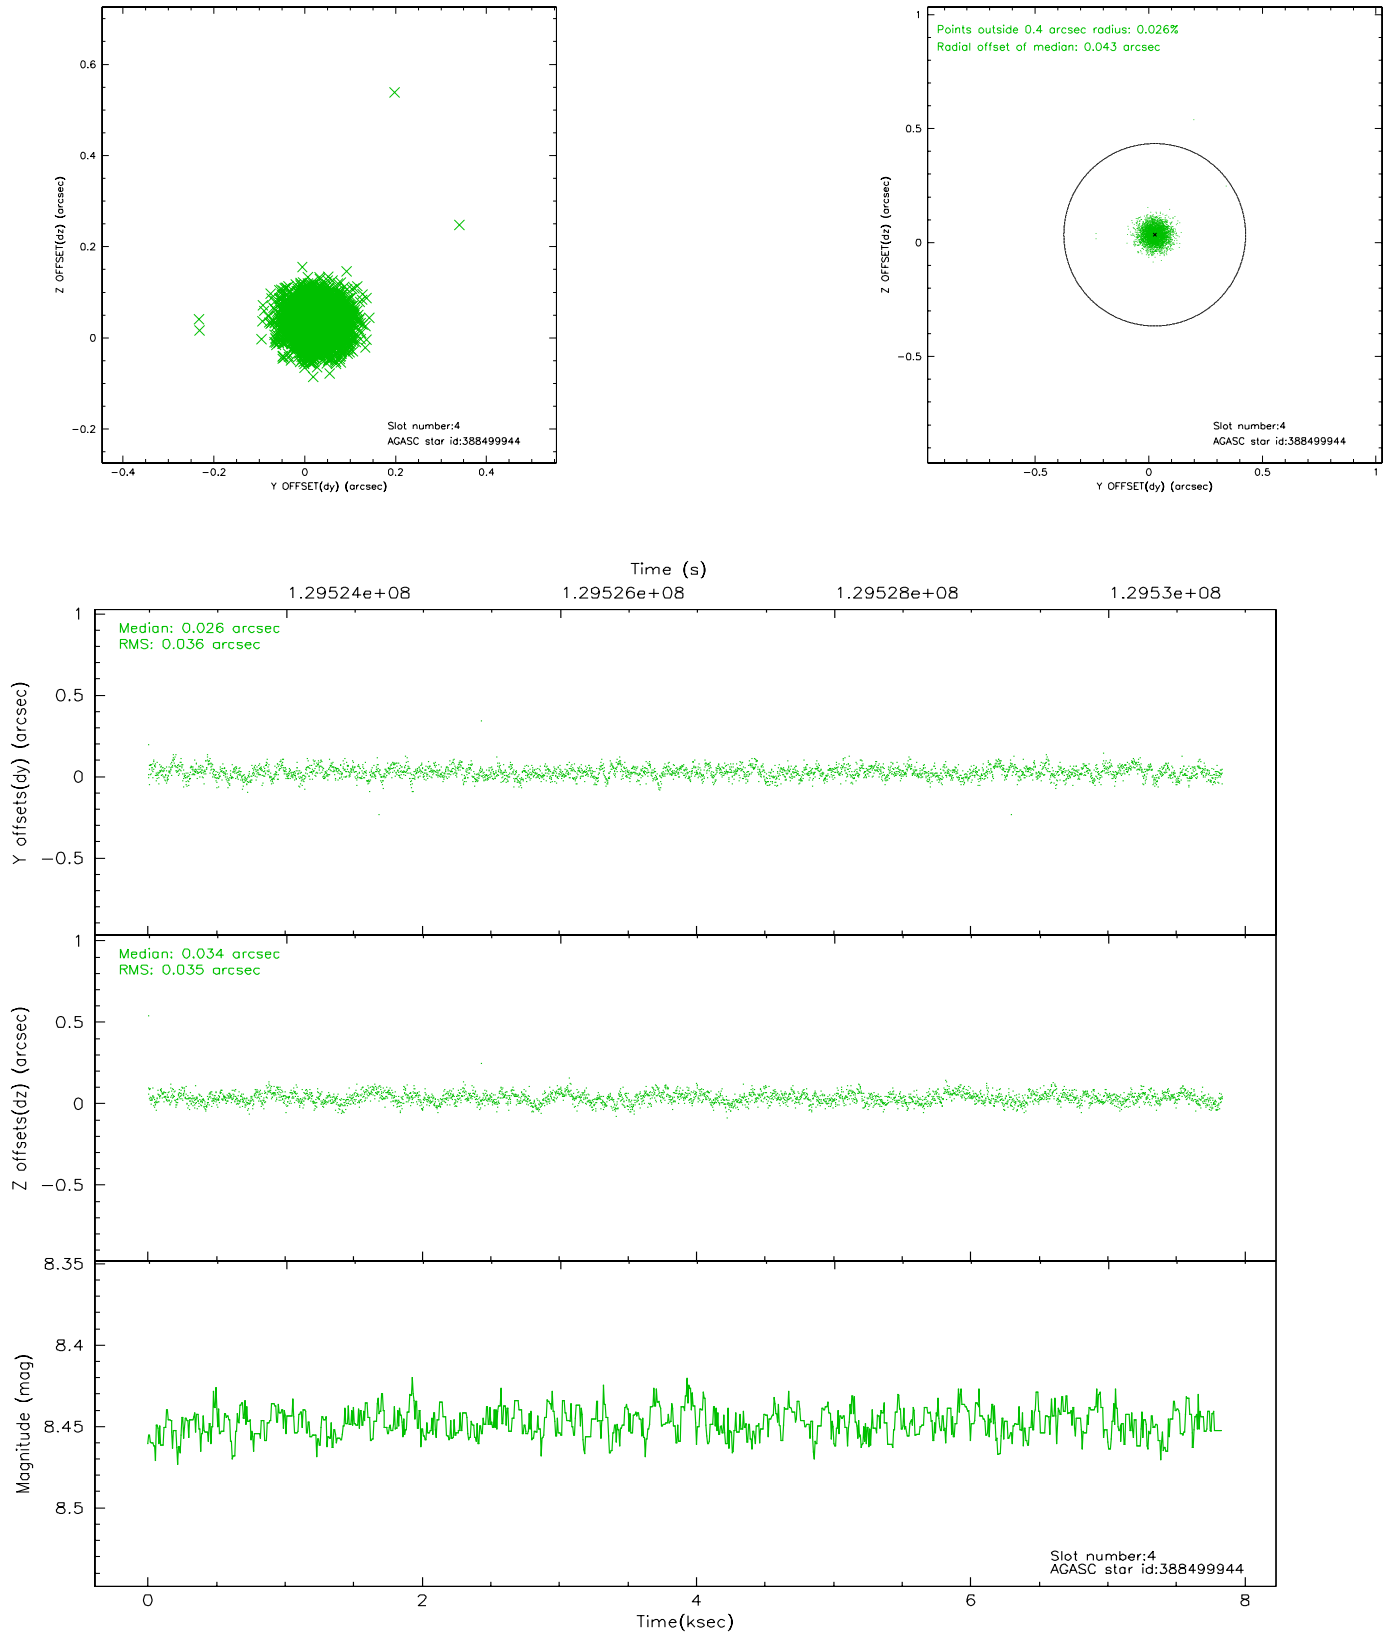 0.6
0.4
0.2
0
−0.2
Z OFFSET(dz) (arcsec)
−0.4
−0.2
0
0.2
0.4
Y OFFSET(dy) (arcsec)
Slot number:4
AGASC star id:388499944
Points outside 0.4 arcsec radius: 0.026%
Radial offset of median: 0.043 arcsec
1
0.5
0
−0.5
Z OFFSET(dz) (arcsec)
−0.5
0
0.5
1
Y OFFSET(dy) (arcsec)
Slot number:4
AGASC star id:388499944
Time (s)
1.29524e+08
1.29526e+08
1.29528e+08
1.2953e+08
Median: 0.026 arcsec
RMS: 0.036 arcsec
1
0.5
0
−0.5
Y offsets(dy) (arcsec)
Median: 0.034 arcsec
RMS: 0.035 arcsec
1
0.5
0
−0.5
Z offsets(dz) (arcsec)
8.35
8.4
8.45
8.5
Magnitude (mag)
Slot number:4
AGASC star id:388499944
0
2
4
6
8
Time(ksec)